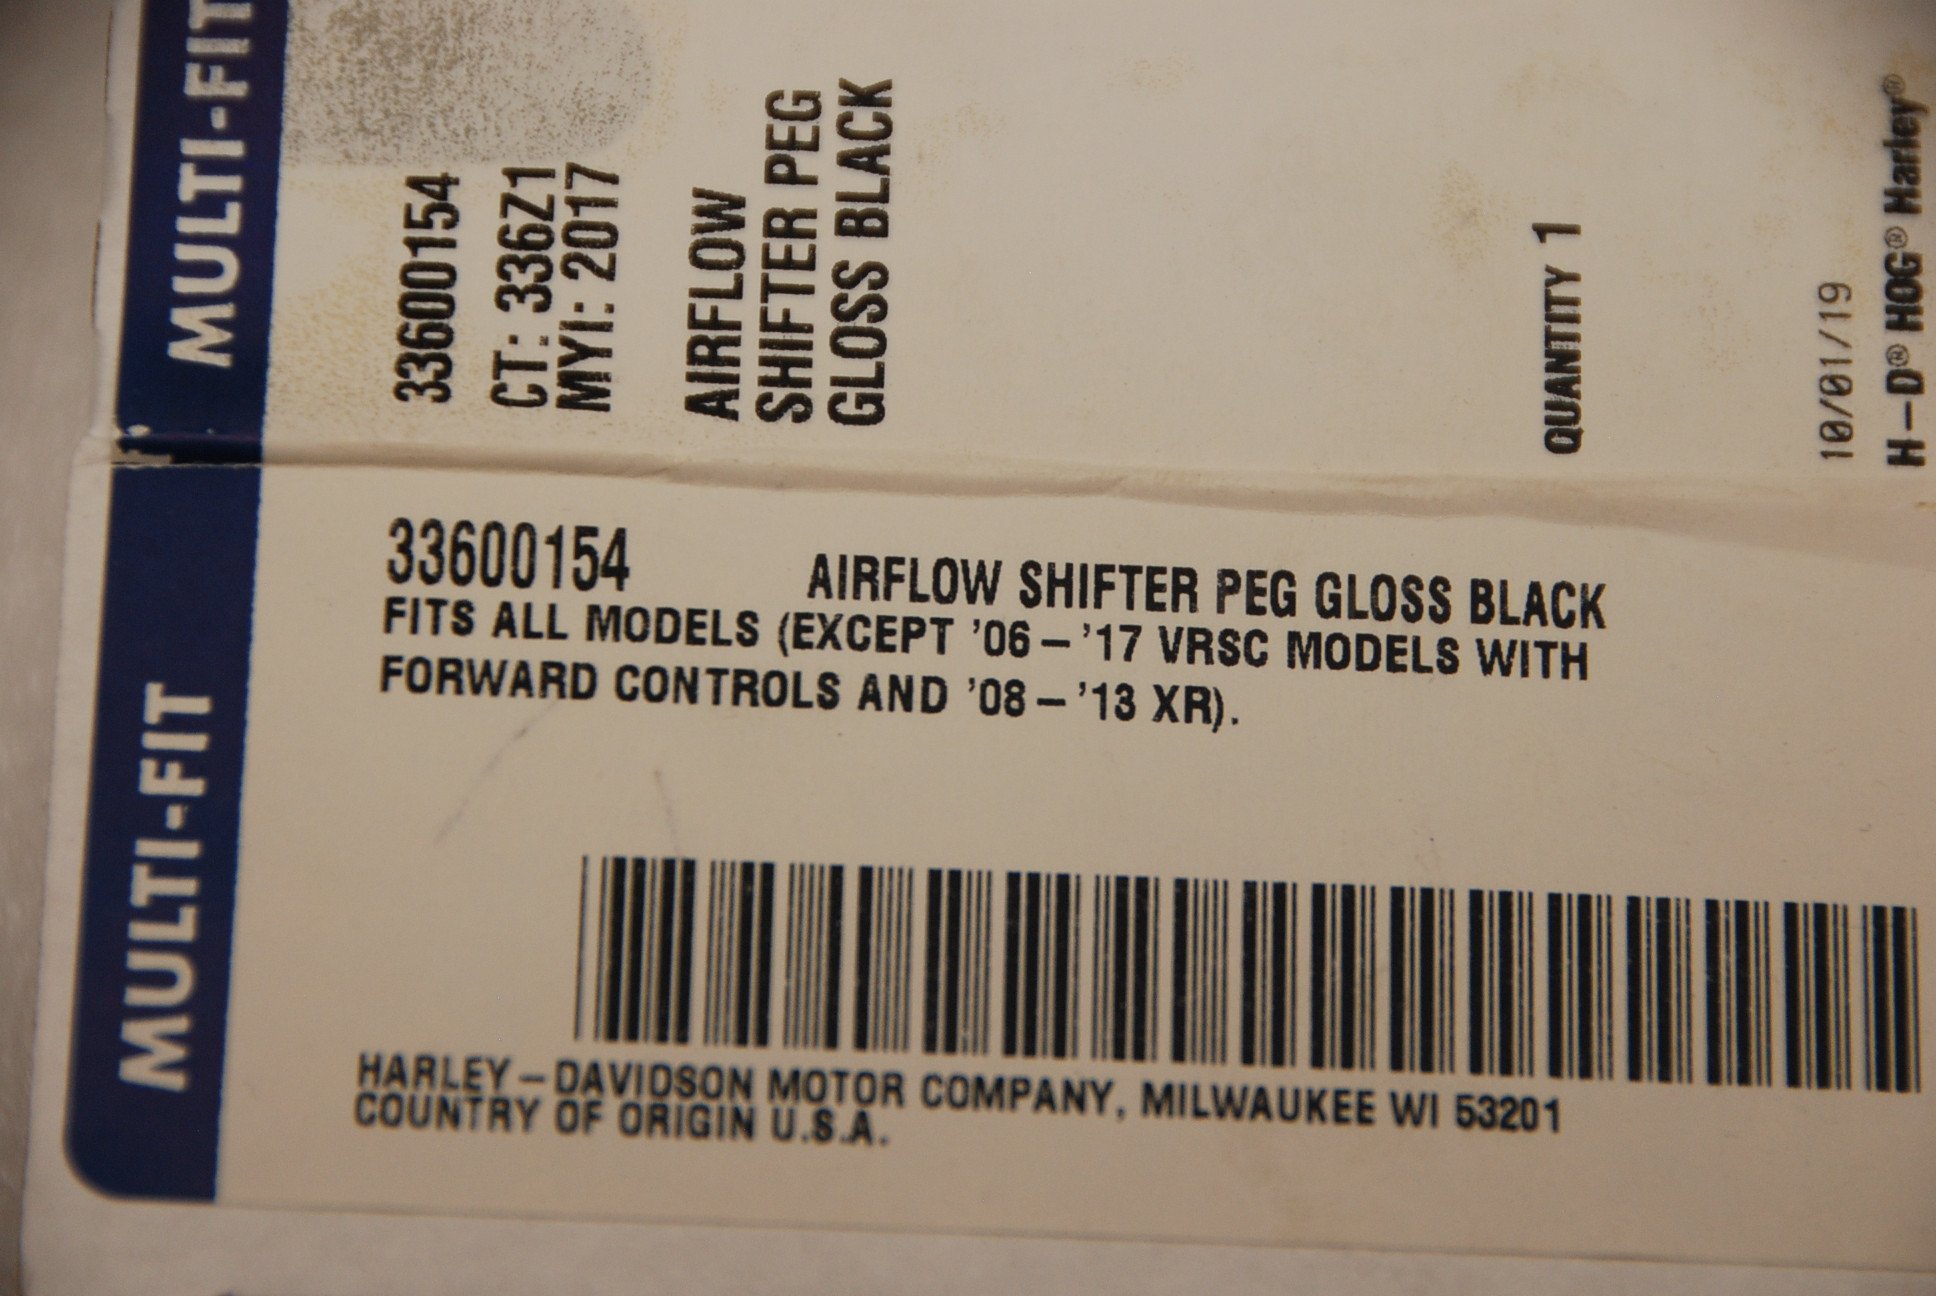 MULTI-FIT
33600154
CT: 336Z1
MYI: 2017
AIRFLOW
SHIFTER PEG
GLOSS BLACK
QUANTITY 1
10/01/19
H-D® HOG® Harley®
MULTI-FIT
33600154 AIRFLOW SHIFTER PEG GLOSS BLACK
FITS ALL MODELS (EXCEPT '06-'17 VRSC MODELS WITH
FORWARD CONTROLS AND '08-'13 XR).
HARLEY-DAVIDSON MOTOR COMPANY, MILWAUKEE WI 53201
COUNTRY OF ORIGIN U.S.A.